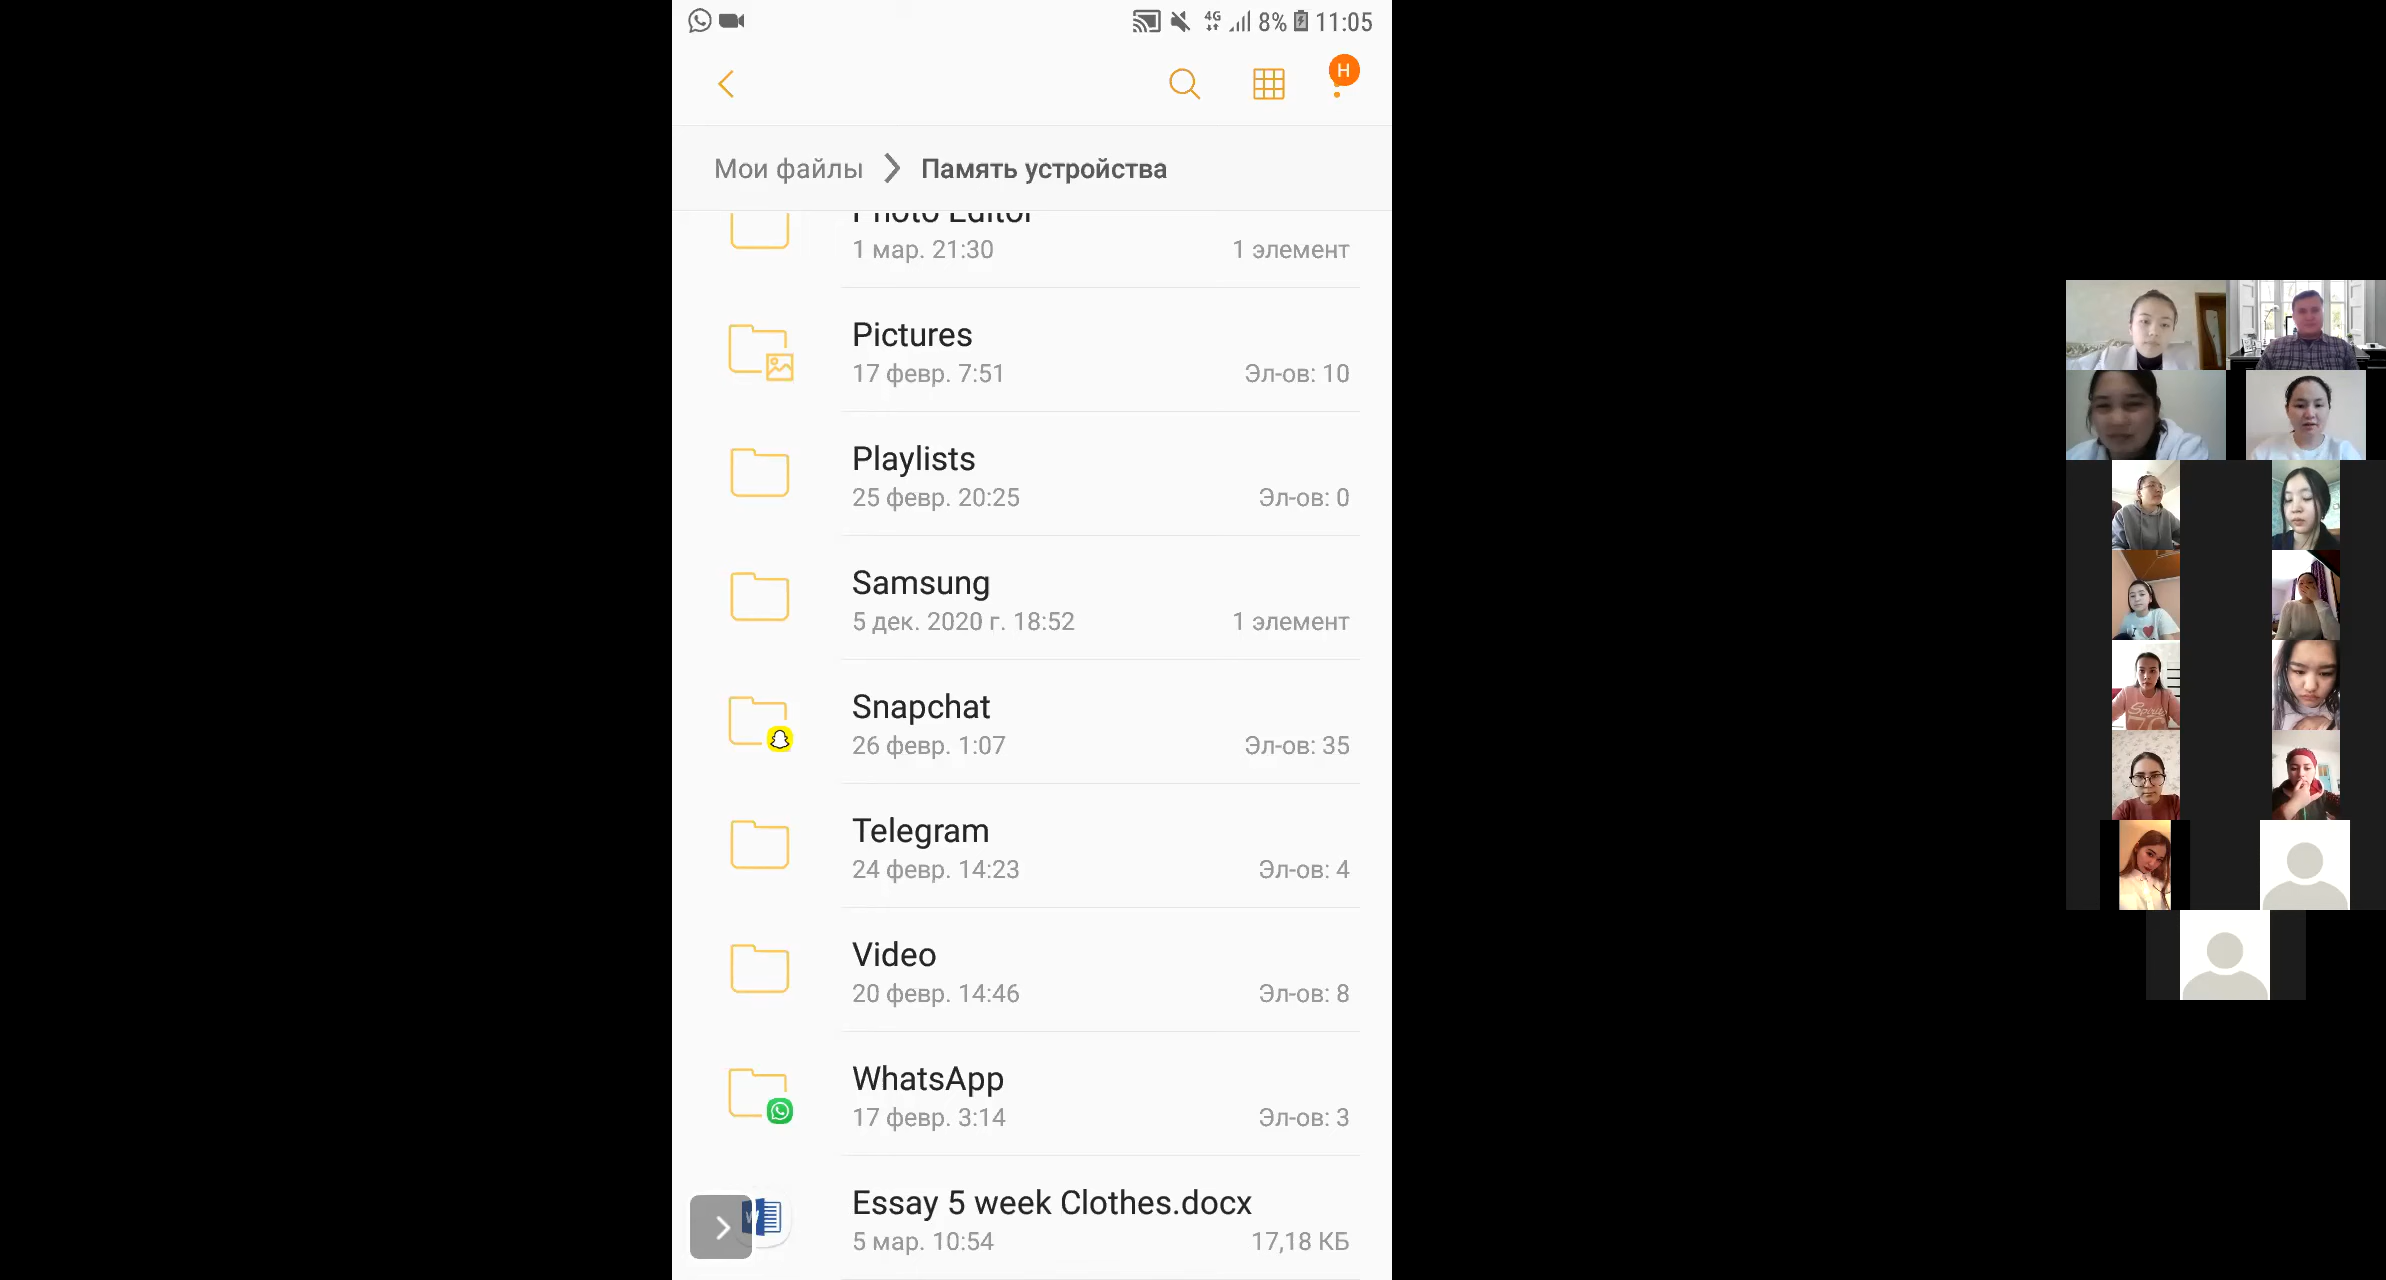 4G 8% 11:05
H
Мои файлы Память устройства
Photo Editor
1 мар. 21:30 1 элемент
Pictures
17 февр. 7:51 Эл-ов: 10
Playlists
25 февр. 20:25 Эл-ов: 0
Samsung
5 дек. 2020 г. 18:52 1 элемент
Snapchat
26 февр. 1:07 Эл-ов: 35
Telegram
24 февр. 14:23 Эл-ов: 4
Video
20 февр. 14:46 Эл-ов: 8
WhatsApp
17 февр. 3:14 Эл-ов: 3
Essay 5 week Clothes.docx
5 мар. 10:54 17,18 КБ